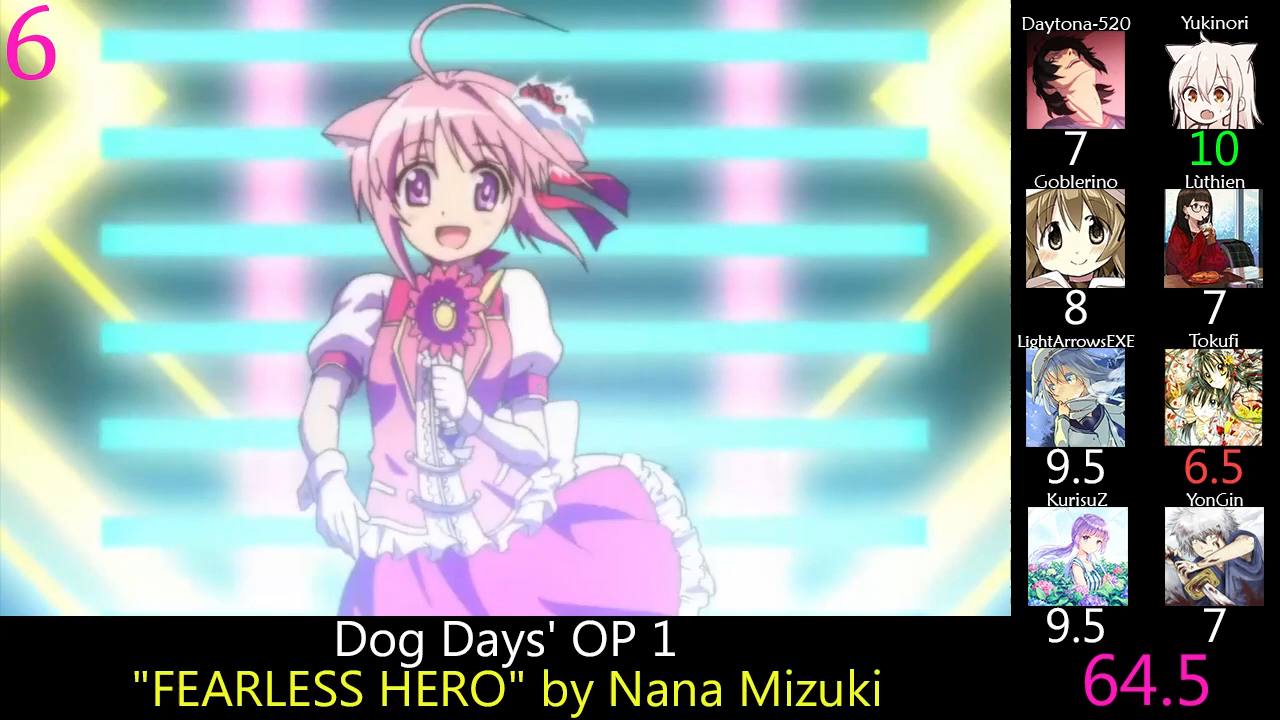 6
Daytona-520
Yukinori
7
10
Goblerino
Lùthien
8
7
LightArrowsEXE
Tokufi
9.5
6.5
KurisuZ
YonGin
9.5
7
Dog Days' OP 1
"FEARLESS HERO" by Nana Mizuki
64.5